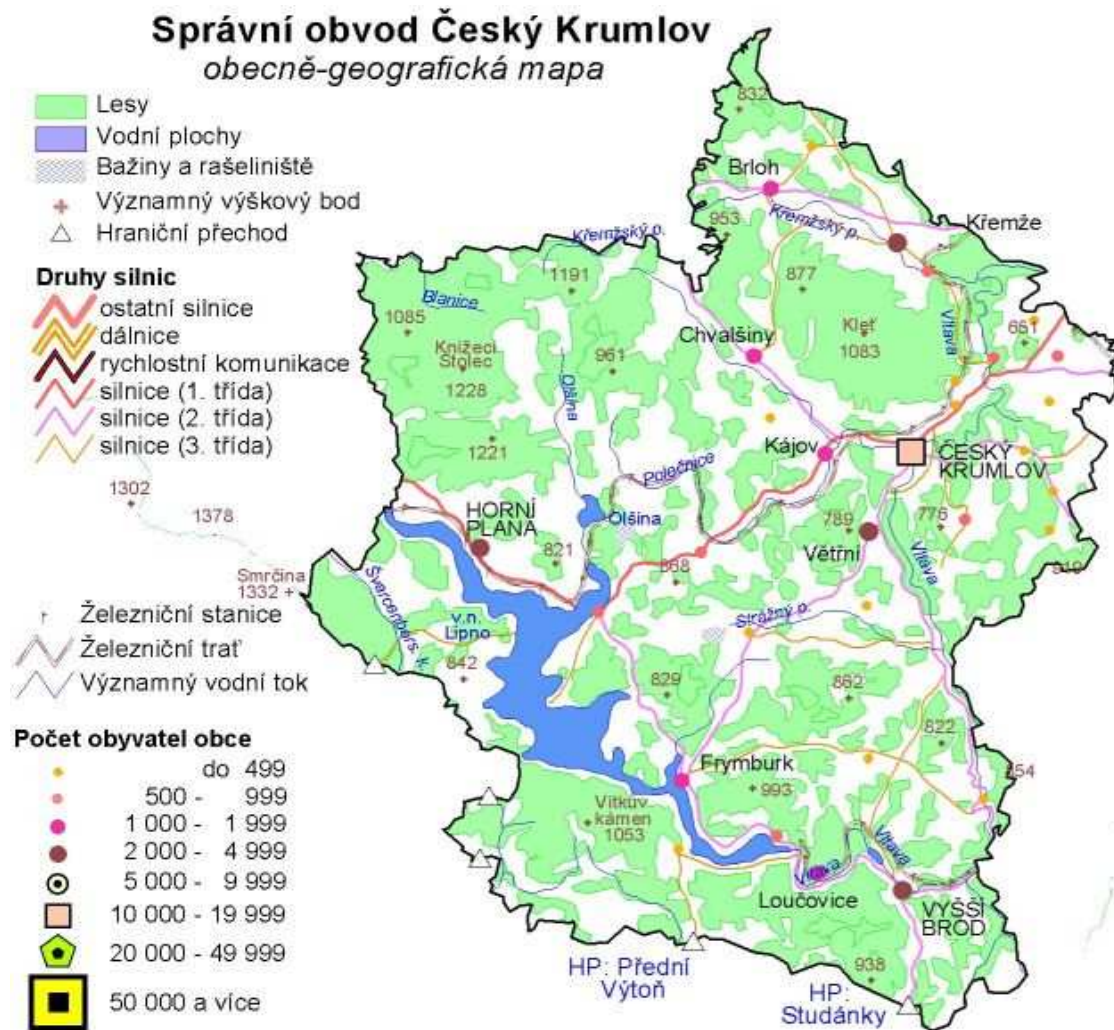 Správní obvod Český Krumlov
obecně-geografická mapa
Lesy
Vodní plochy
Bažiny a rašeliniště
Významný výškový bod
Hraniční přechod
Druhy silnic
ostatní silnice
dálnice
rychlostní komunikace
silnice (1. třída)
silnice (2. třída)
silnice (3. třída)
832
Brloh
Křemžský p.
Křemže
953
Křemžský p.
877
1191
Blanice
1085
Chvalšiny
Kleť
1083
Vltava
661
Knížecí
Stolec
1228
961
Olšina
1221
Kájov
ČESKÝ
KRUMLOV
Polečnice
1302
1378
HORNÍ
PLANÁ
Olšina
789
776
Větřní
821
868
Vltava
Smrčina
1332
Švarcenbers. k.
v.n.
Lipno
842
Strážný p.
829
862
822
Železniční stanice
Železniční trať
Významný vodní tok
Počet obyvatel obce
do 499
500 - 999
1 000 - 1 999
2 000 - 4 999
5 000 - 9 999
10 000 - 19 999
20 000 - 49 999
50 000 a více
Frymburk
993
Vítkův
kámen
1053
Vltava
Vltava
Loučovice
VYŠŠÍ
BROD
HP: Přední
Výtoň
938
HP:
Studánky